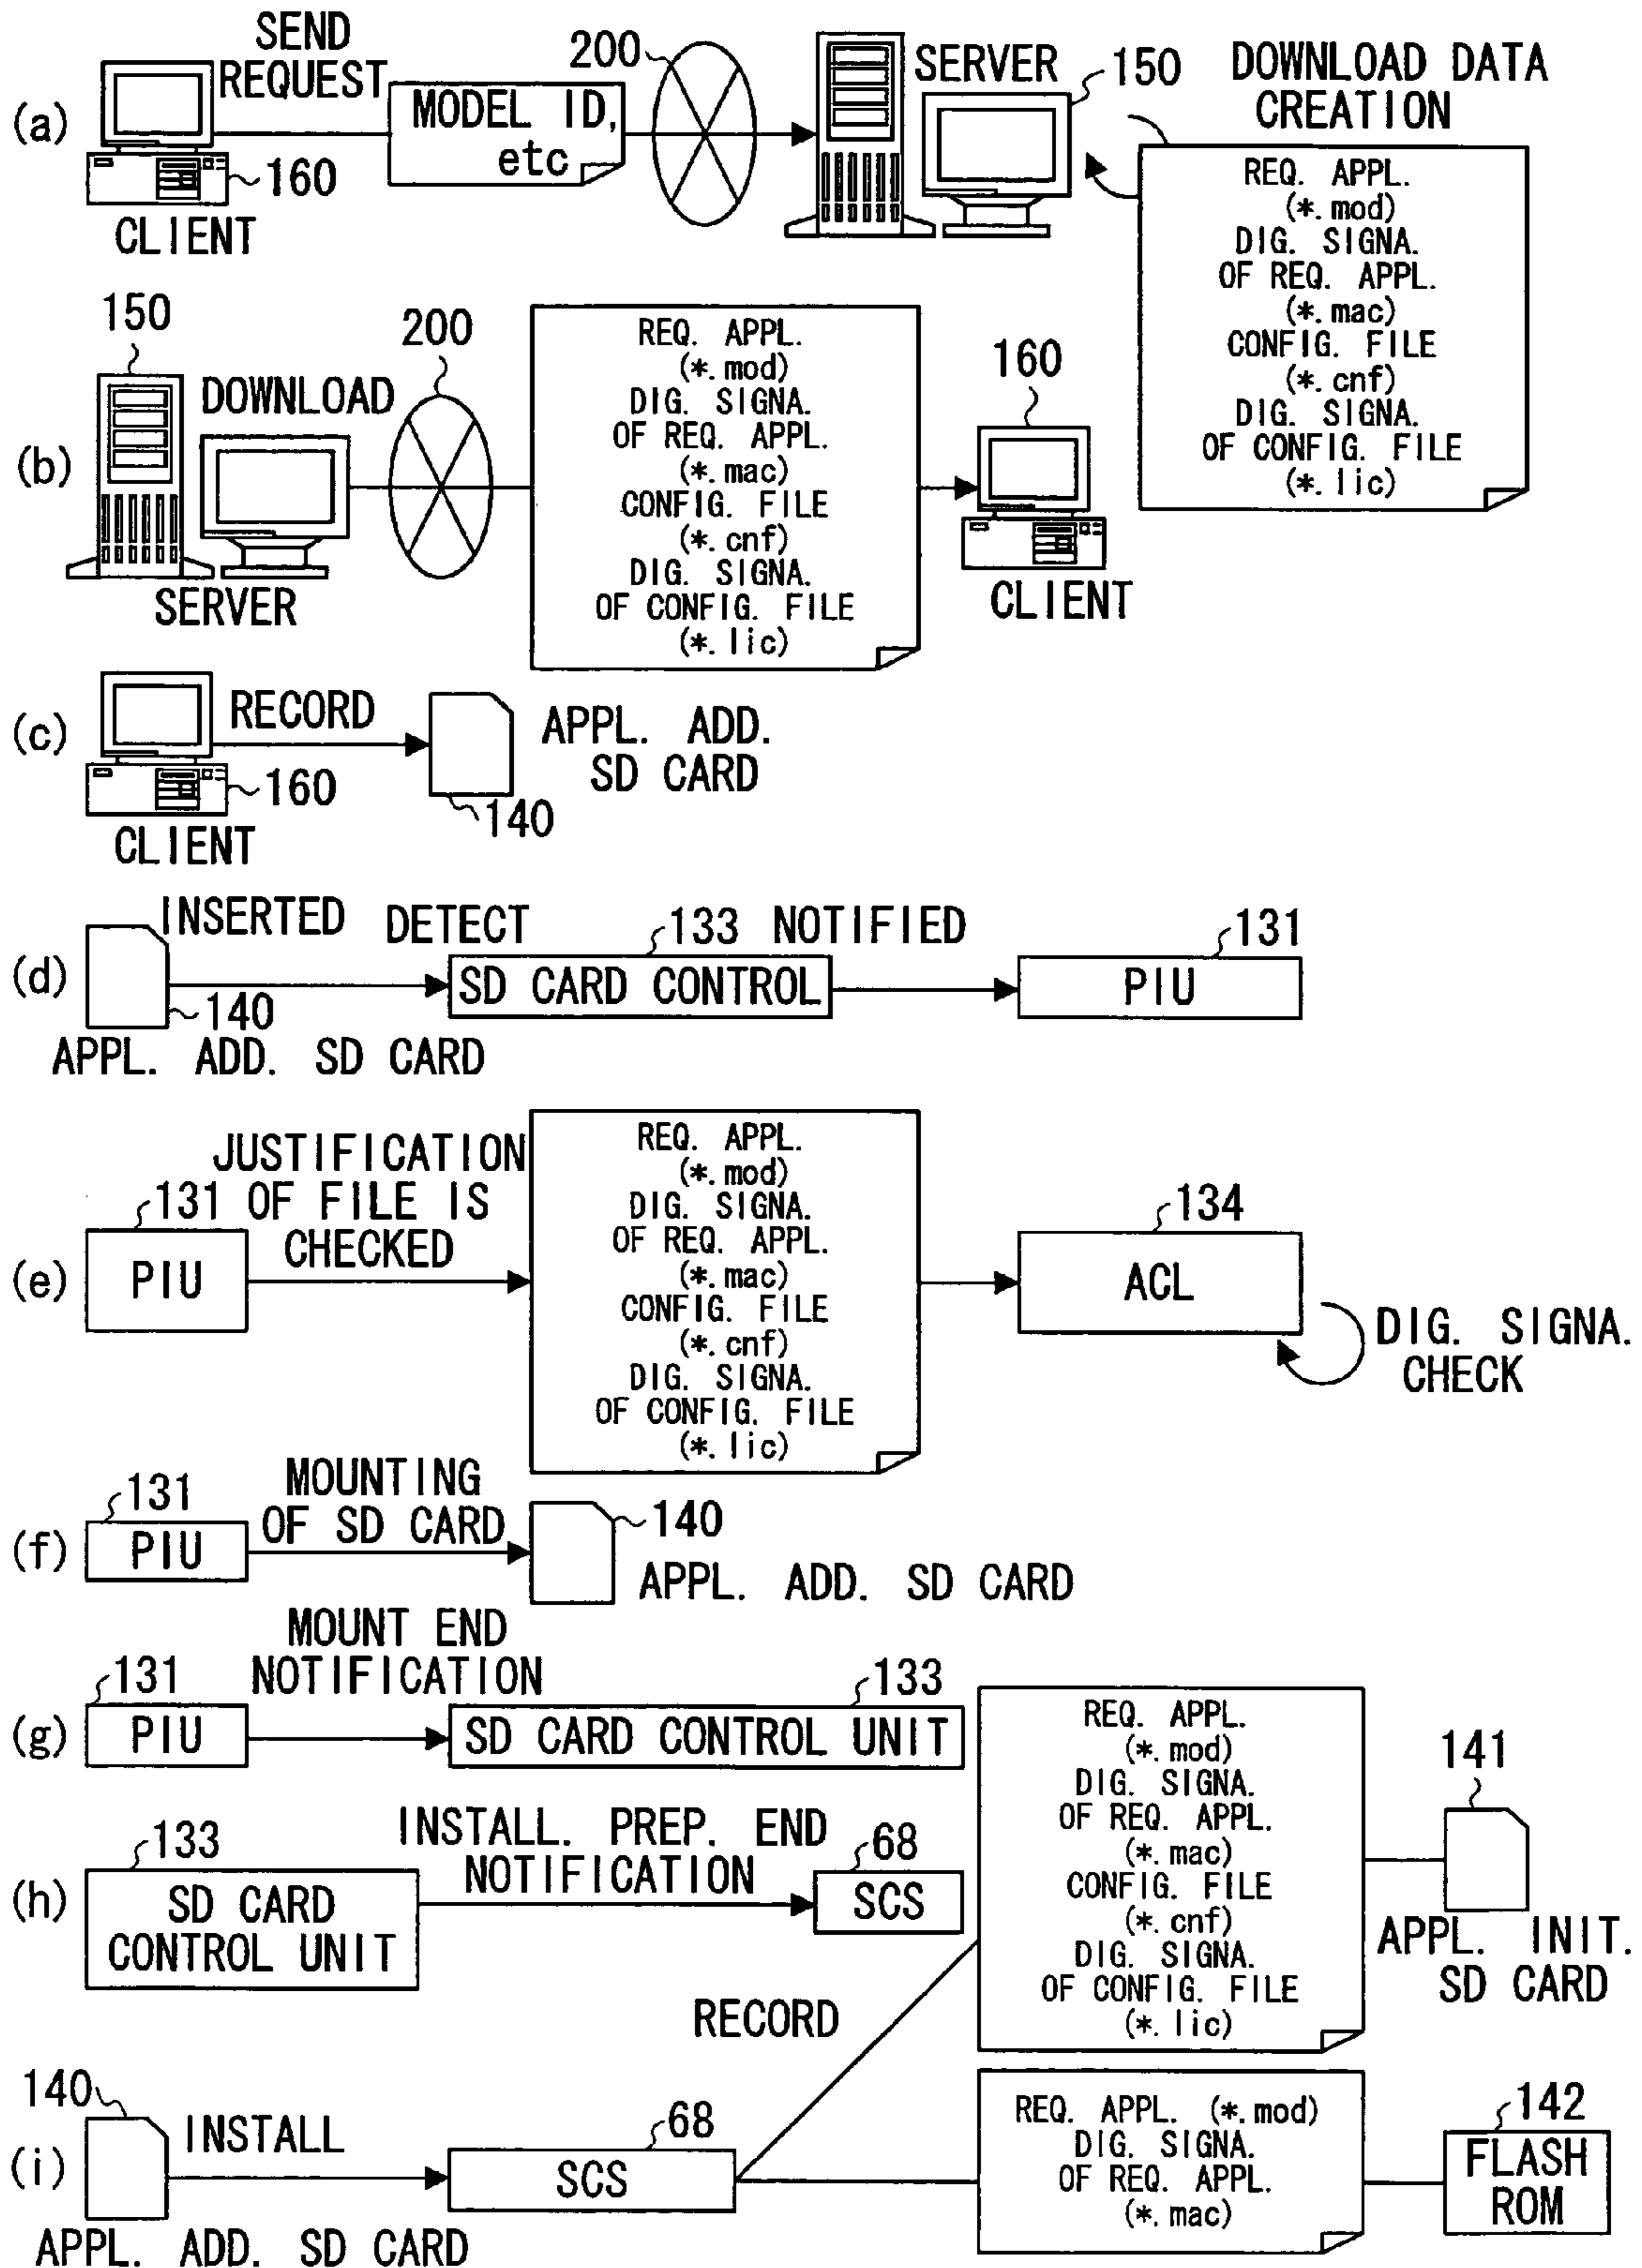 (a)
SEND
REQUEST
MODEL ID,
etc
200
SERVER
150
DOWNLOAD DATA
CREATION
160
CLIENT
REQ. APPL.
(*.mod)
DIG. SIGNA.
OF REQ. APPL.
(*.mac)
CONFIG. FILE
(*.cnf)
DIG. SIGNA.
OF CONFIG. FILE
(*.lic)
(b)
150
DOWNLOAD
200
SERVER
REQ. APPL.
(*.mod)
DIG. SIGNA.
OF REQ. APPL.
(*.mac)
CONFIG. FILE
(*.cnf)
DIG. SIGNA.
OF CONFIG. FILE
(*.lic)
160
CLIENT
(c)
RECORD
160
CLIENT
140
APPL. ADD.
SD CARD
(d)
INSERTED
DETECT
133
NOTIFIED
131
SD CARD CONTROL
PIU
140
APPL. ADD. SD CARD
(e)
JUSTIFICATION
OF FILE IS
CHECKED
131
PIU
REQ. APPL.
(*.mod)
DIG. SIGNA.
OF REQ. APPL.
(*.mac)
CONFIG. FILE
(*.cnf)
DIG. SIGNA.
OF CONFIG. FILE
(*.lic)
134
ACL
DIG. SIGNA.
CHECK
(f)
131
PIU
MOUNTING
OF SD CARD
140
APPL. ADD. SD CARD
(g)
131
PIU
MOUNT END
NOTIFICATION
133
SD CARD CONTROL UNIT
(h)
133
SD CARD
CONTROL UNIT
INSTALL. PREP. END
NOTIFICATION
68
SCS
REQ. APPL.
(*.mod)
DIG. SIGNA.
OF REQ. APPL.
(*.mac)
CONFIG. FILE
(*.cnf)
DIG. SIGNA.
OF CONFIG. FILE
(*.lic)
141
APPL. INIT.
SD CARD
RECORD
(i)
140
INSTALL
68
SCS
APPL. ADD. SD CARD
REQ. APPL. (*.mod)
DIG. SIGNA.
OF REQ. APPL.
(*.mac)
142
FLASH
ROM